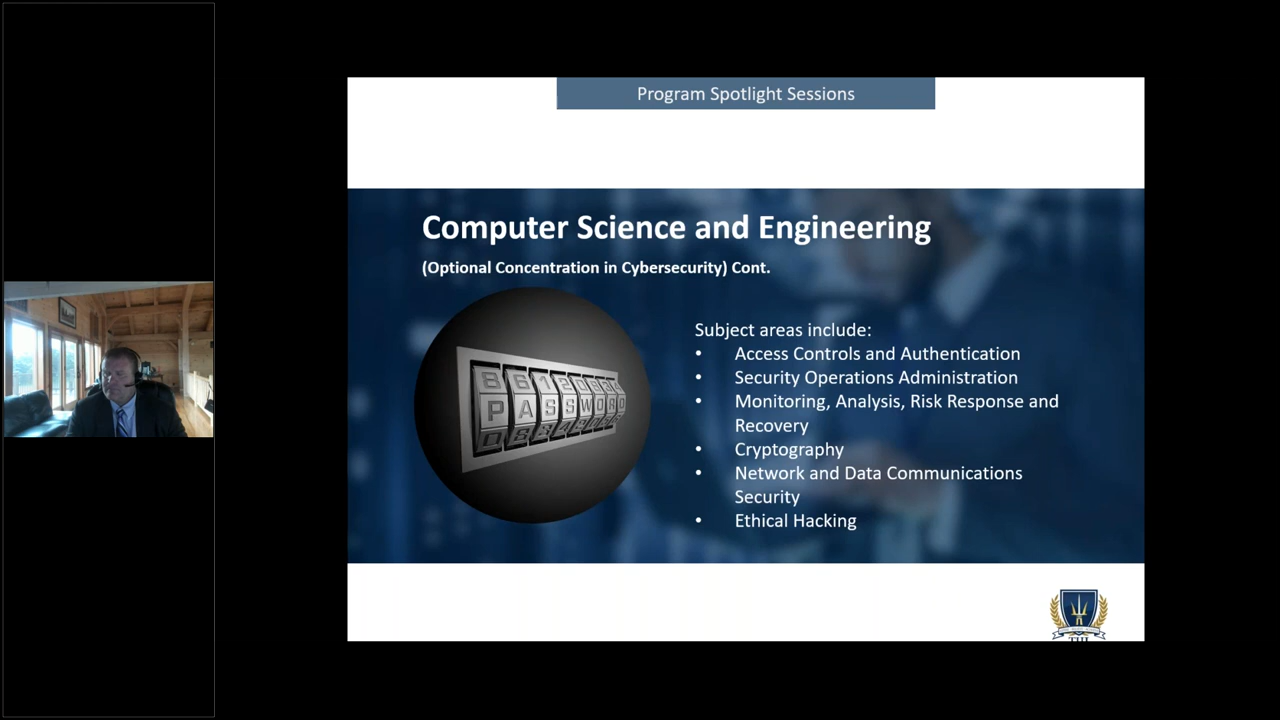 Program Spotlight Sessions
Computer Science and Engineering
(Optional Concentration in Cybersecurity) Cont.
Subject areas include:
• Access Controls and Authentication
• Security Operations Administration
• Monitoring, Analysis, Risk Response and
Recovery
• Cryptography
• Network and Data Communications
Security
• Ethical Hacking
PASSWORD